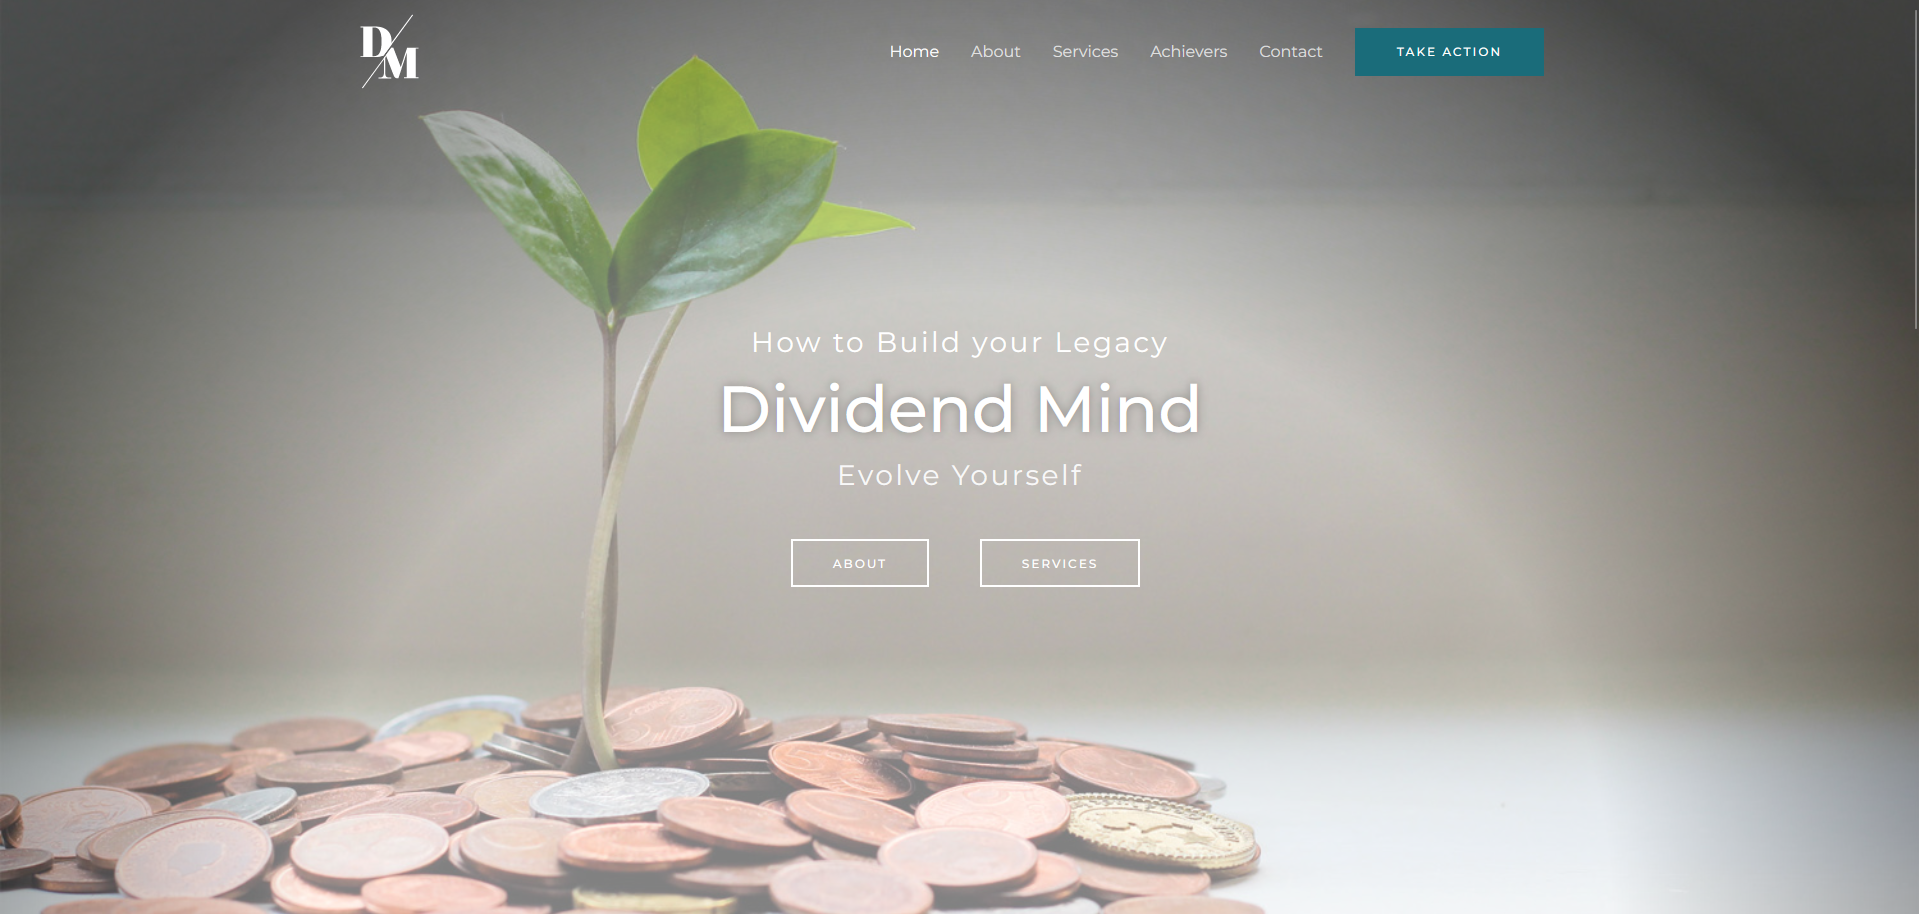 DM
Home About Services Achievers Contact TAKE ACTION
How to Build your Legacy
Dividend Mind
Evolve Yourself
ABOUT SERVICES